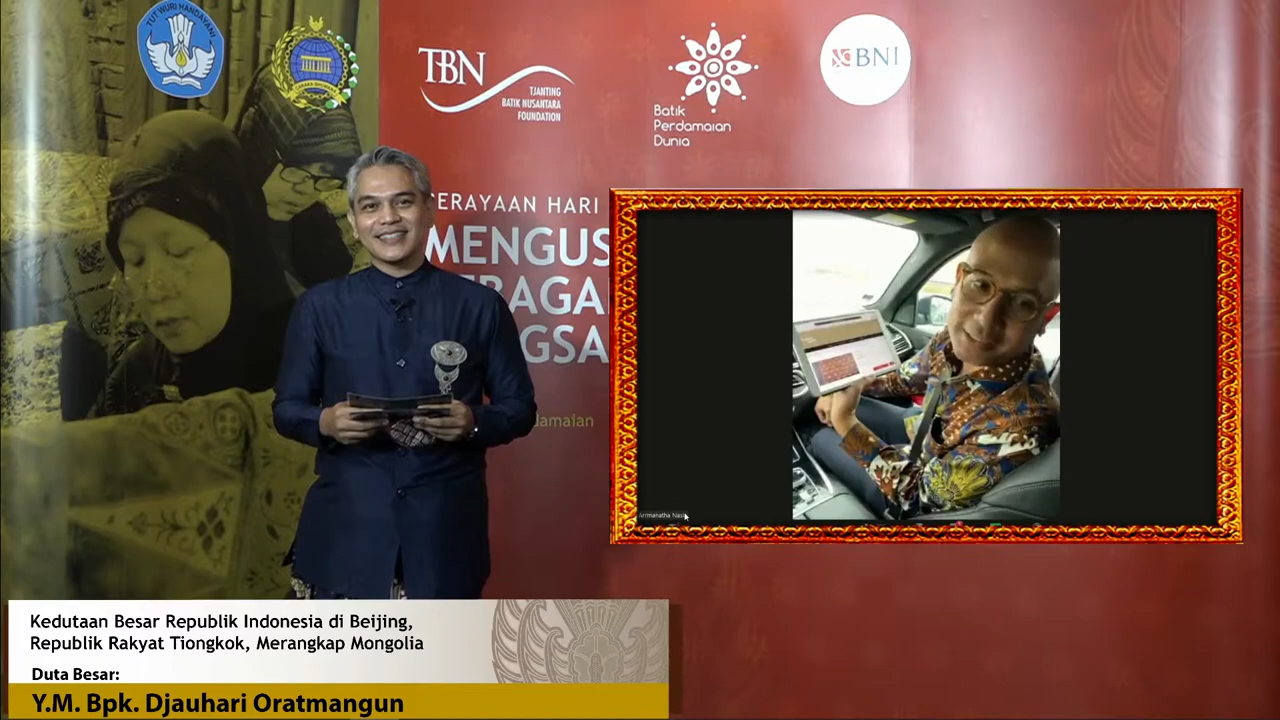 TUT WURI HANDAYANI
TBN
TJANTING
BATIK NUSANTARA
FOUNDATION
Batik
Perdamaian
Dunia
BNI
ERAYAAN HARI
MENGUS
BAGA
GSA
damaian
Kedutaan Besar Republik Indonesia di Beijing,
Republik Rakyat Tiongkok, Merangkap Mongolia
Duta Besar:
Y.M. Bpk. Djauhari Oratmangun